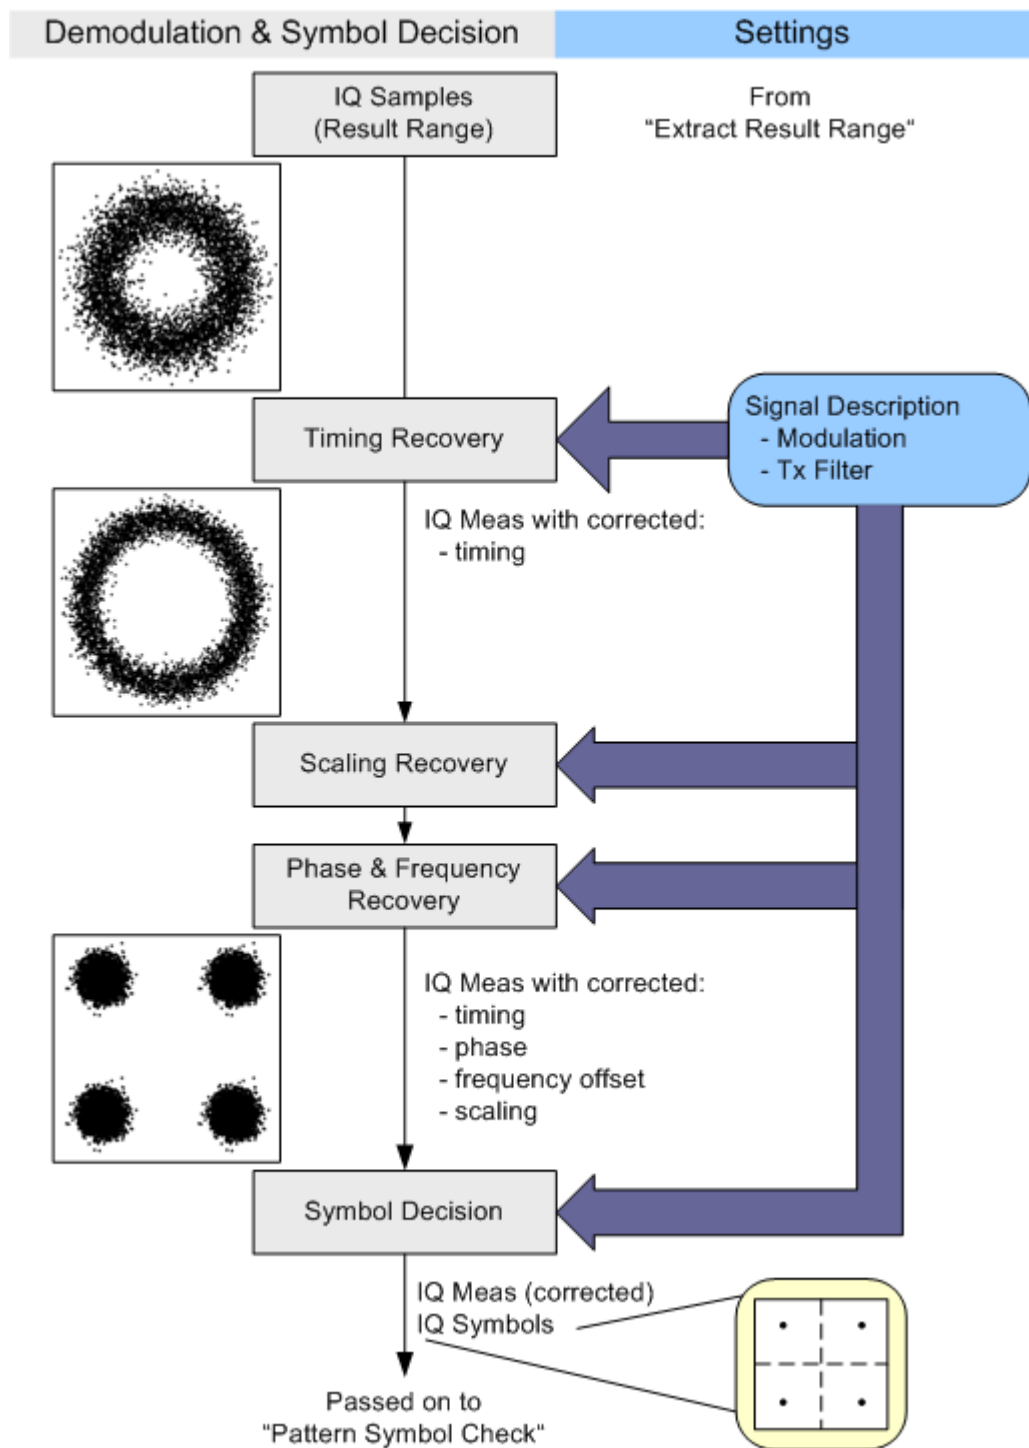 Demodulation & Symbol Decision
Settings
IQ Samples
(Result Range)
From
“Extract Result Range“
Timing Recovery
Signal Description
- Modulation
- Tx Filter
IQ Meas with corrected:
- timing
Scaling Recovery
Phase & Frequency
Recovery
IQ Meas with corrected:
- timing
- phase
- frequency offset
- scaling
Symbol Decision
IQ Meas (corrected)
IQ Symbols
Passed on to
“Pattern Symbol Check“